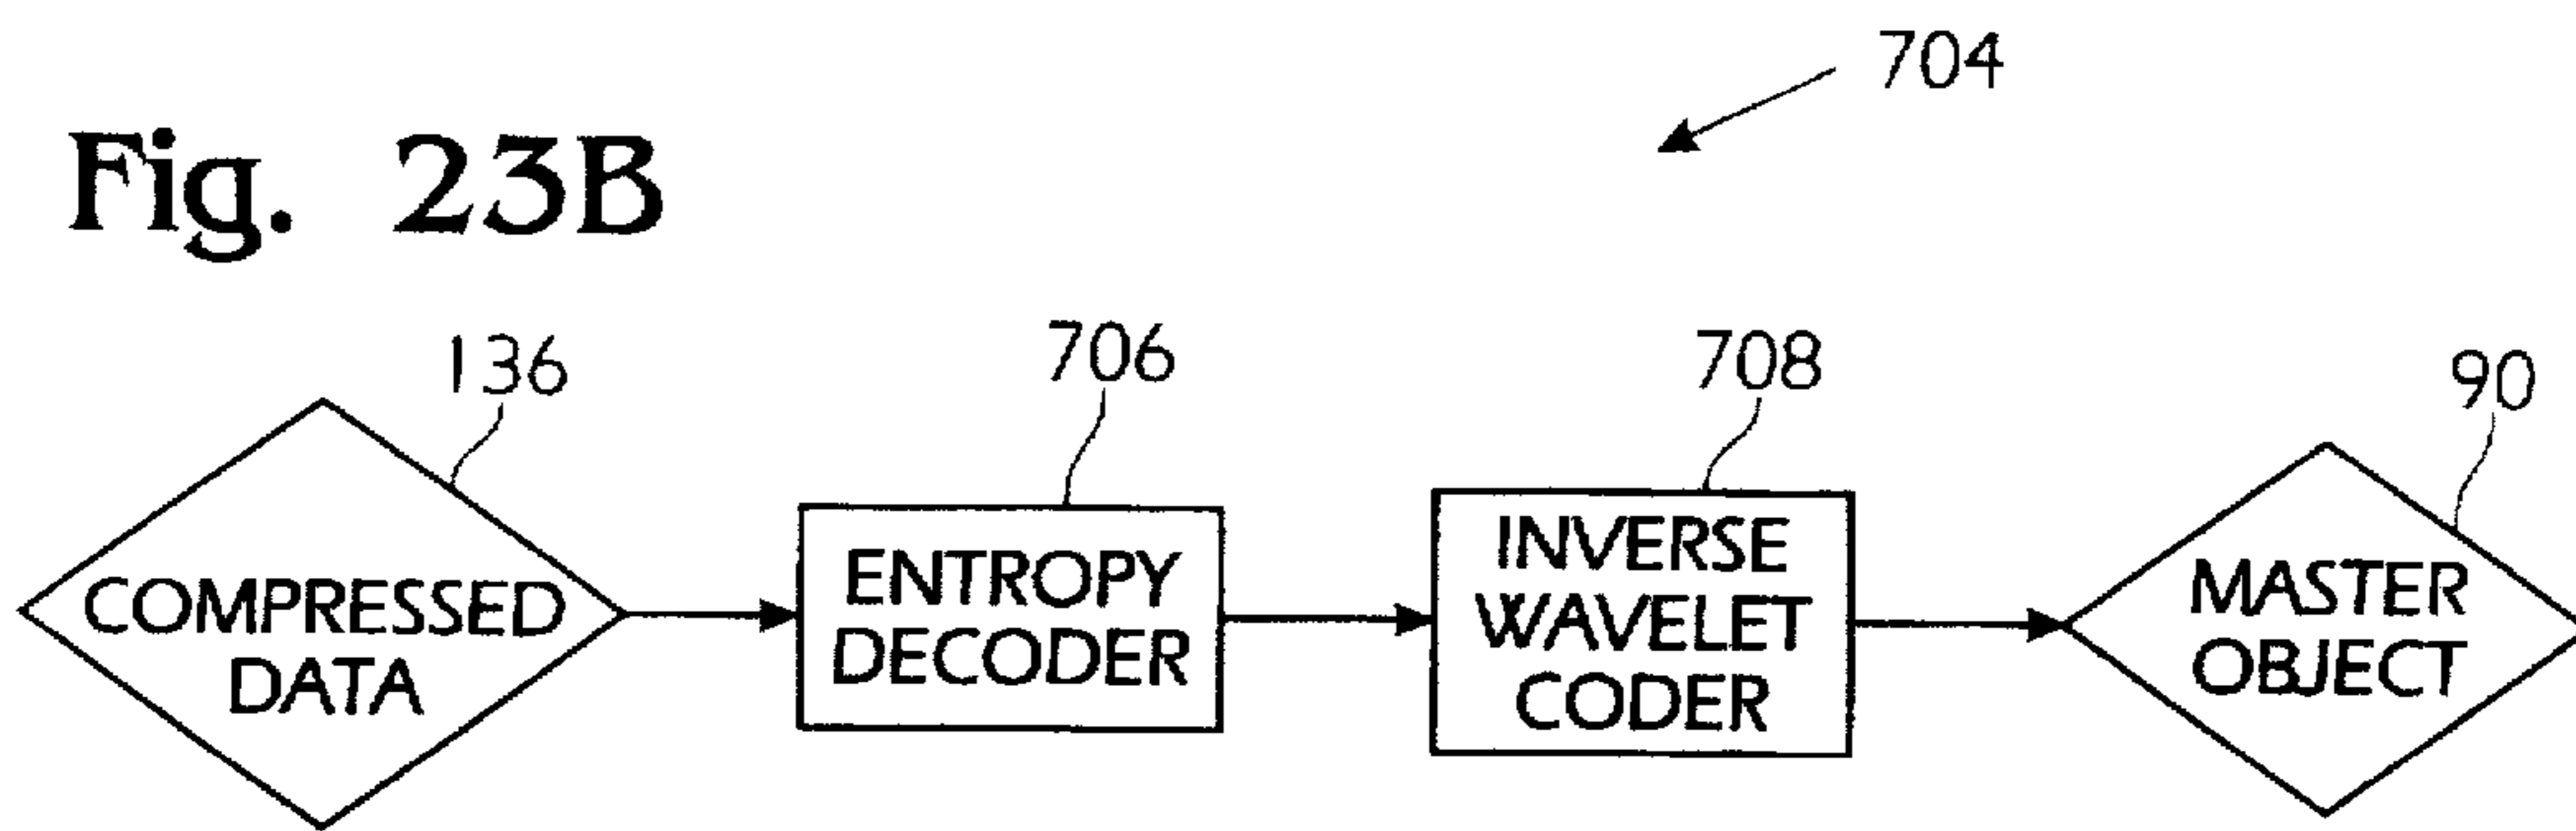 704
Fig. 23B
136
706
708
90
COMPRESSED
DATA
ENTROPY
DECODER
INVERSE
WAVELET
CODER
MASTER
OBJECT